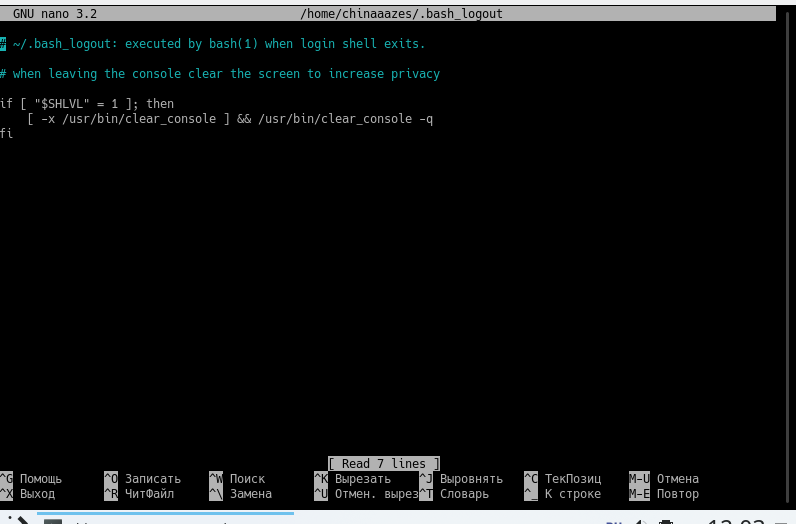 GNU nano 3.2 /home/chinaaazes/.bash_logout
# ~/.bash_logout: executed by bash(1) when login shell exits.
# when leaving the console clear the screen to increase privacy
if [ "$SHLVL" = 1 ]; then
    [ -x /usr/bin/clear_console ] && /usr/bin/clear_console -q
fi
[ Read 7 lines ]
^G Помощь ^O Записать ^W Поиск ^K Вырезать ^J Выровнять ^C ТекПозиц M-U Отмена
^X Выход ^R ЧитФайл ^\ Замена ^U Отмен. вырез ^T Словарь ^_ К строке M-E Повтор